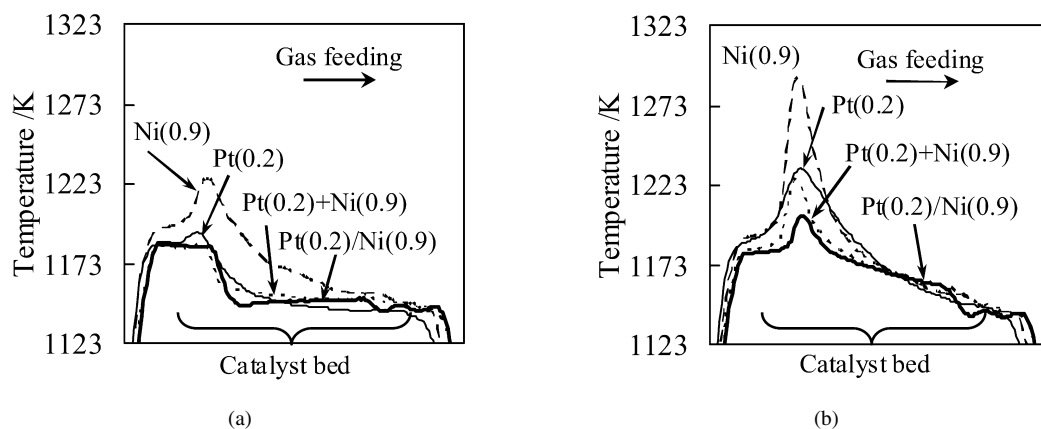 1323
1273
1223
1173
1123
Temperature /K
Gas feeding
Ni(0.9)
Pt(0.2)
Pt(0.2)+Ni(0.9)
Pt(0.2)/Ni(0.9)
Catalyst bed
(a)
1323
1273
1223
1173
1123
Temperature /K
Ni(0.9)
Gas feeding
Pt(0.2)
Pt(0.2)+Ni(0.9)
Pt(0.2)/Ni(0.9)
Catalyst bed
(b)